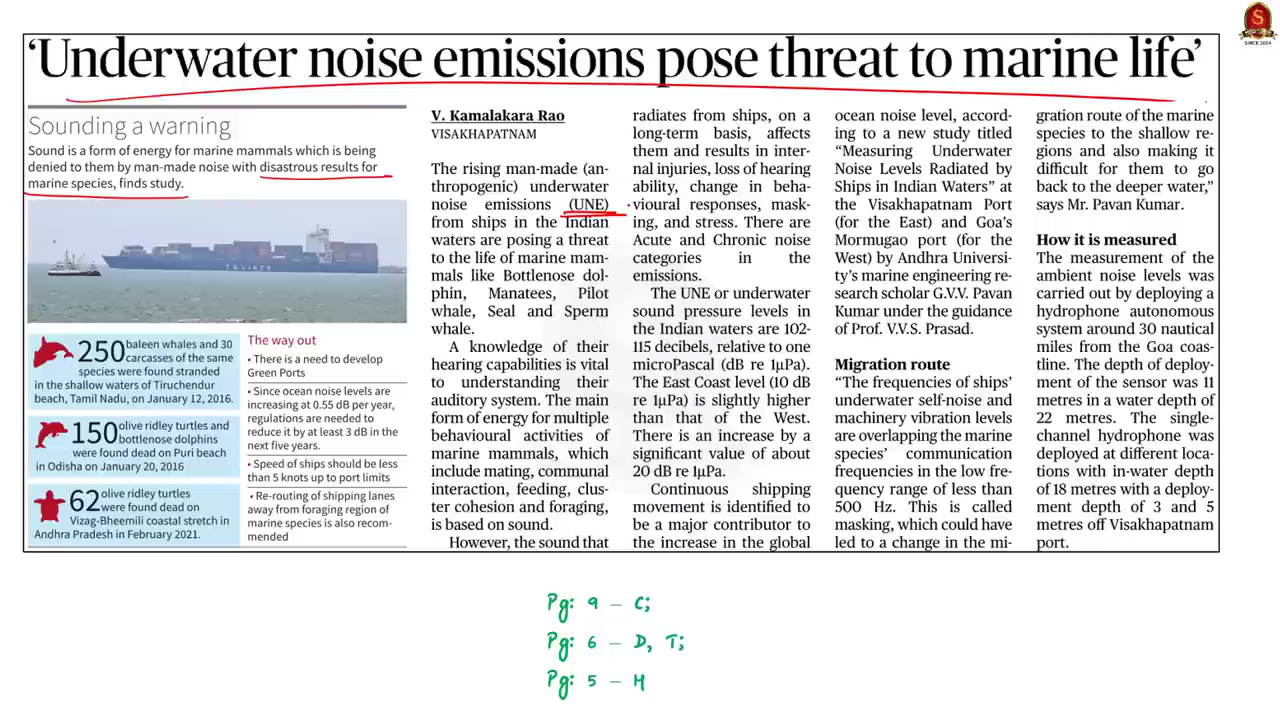 'Underwater noise emissions pose threat to marine life'
S
SINCE 2004
Sounding a warning
Sound is a form of energy for marine mammals which is being
denied to them by man-made noise with disastrous results for
marine species, finds study.
250 baleen whales and 30
carcasses of the same
species were found stranded
in the shallow waters of Tiruchendur
beach, Tamil Nadu, on January 12, 2016.
150 olive ridley turtles and
bottlenose dolphins
were found dead on Puri beach
in Odisha on January 20, 2016
62 olive ridley turtles
were found dead on
Vizag-Bheemili coastal stretch in
Andhra Pradesh in February 2021.
The way out
• There is a need to develop
Green Ports
• Since ocean noise levels are
increasing at 0.55 dB per year,
regulations are needed to
reduce it by at least 3 dB in the
next five years.
• Speed of ships should be less
than 5 knots up to port limits
• Re-routing of shipping lanes
away from foraging region of
marine species is also recom-
mended
V. Kamalakara Rao
VISAKHAPATNAM
The rising man-made (an-
thropogenic) underwater
noise emissions (UNE)
from ships in the Indian
waters are posing a threat
to the life of marine mam-
mals like Bottlenose dol-
phin, Manatees, Pilot
whale, Seal and Sperm
whale.
A knowledge of their
hearing capabilities is vital
to understanding their
auditory system. The main
form of energy for multiple
behavioural activities of
marine mammals, which
include mating, communal
interaction, feeding, clus-
ter cohesion and foraging,
is based on sound.
However, the sound that
radiates from ships, on a
long-term basis, affects
them and results in inter-
nal injuries, loss of hearing
ability, change in beha-
vioural responses, mask-
ing, and stress. There are
Acute and Chronic noise
categories in the
emissions.
The UNE or underwater
sound pressure levels in
the Indian waters are 102-
115 decibels, relative to one
microPascal (dB re 1µPa).
The East Coast level (10 dB
re 1µPa) is slightly higher
than that of the West.
There is an increase by a
significant value of about
20 dB re 1µPa.
Continuous shipping
movement is identified to
be a major contributor to
the increase in the global
ocean noise level, accord-
ing to a new study titled
“Measuring Underwater
Noise Levels Radiated by
Ships in Indian Waters” at
the Visakhapatnam Port
(for the East) and Goa’s
Mormugao port (for the
West) by Andhra Universi-
ty’s marine engineering re-
search scholar G.V.V. Pavan
Kumar under the guidance
of Prof. V.V.S. Prasad.
Migration route
“The frequencies of ships’
underwater self-noise and
machinery vibration levels
are overlapping the marine
species’ communication
frequencies in the low fre-
quency range of less than
500 Hz. This is called
masking, which could have
led to a change in the mi-
gration route of the marine
species to the shallow re-
gions and also making it
difficult for them to go
back to the deeper water,”
says Mr. Pavan Kumar.
How it is measured
The measurement of the
ambient noise levels was
carried out by deploying a
hydrophone autonomous
system around 30 nautical
miles from the Goa coas-
tline. The depth of deploy-
ment of the sensor was 11
metres in a water depth of
22 metres. The single-
channel hydrophone was
deployed at different loca-
tions with in-water depth
of 18 metres with a deploy-
ment depth of 3 and 5
metres off Visakhapatnam
port.
Pg: 9 – C;
Pg: 6 – D, T;
Pg: 5 – H